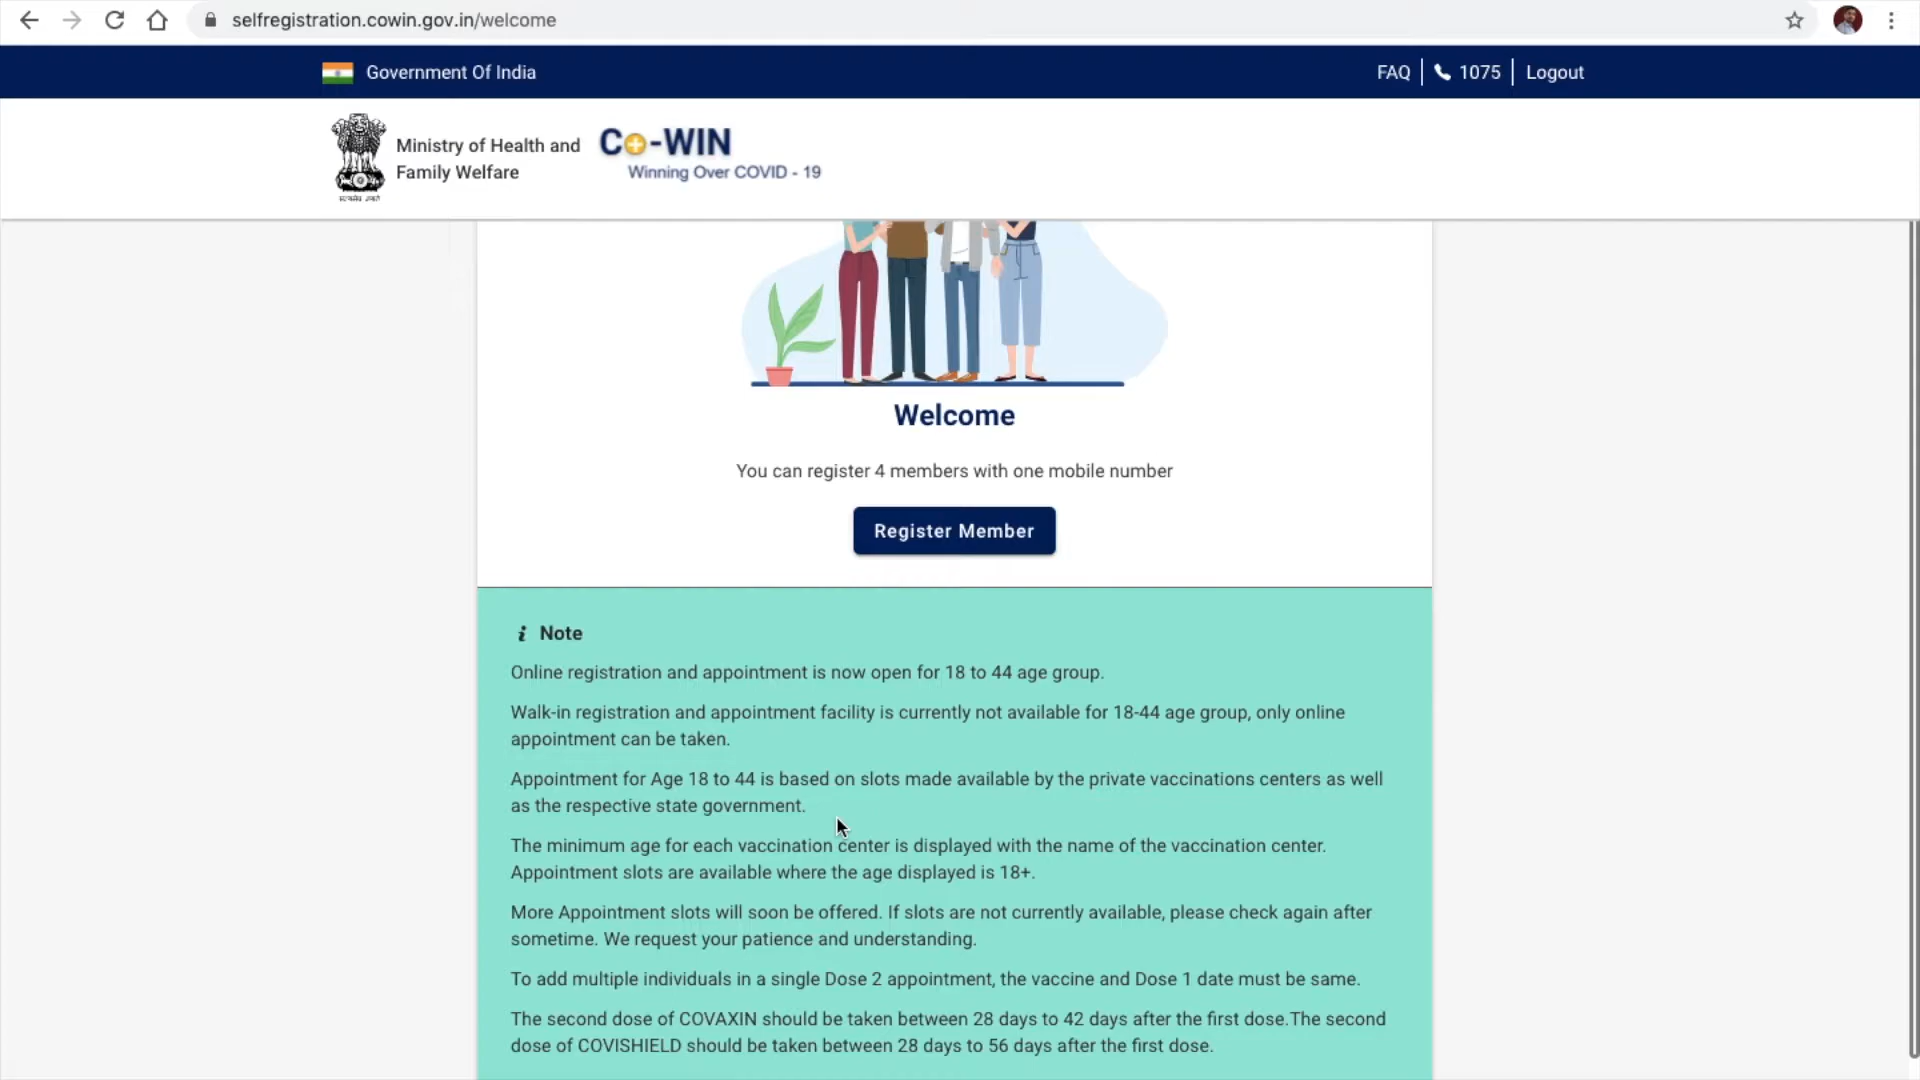 selfregistration.cowin.gov.in/welcome
Government Of India
FAQ
1075
Logout
Ministry of Health and
Family Welfare
Co-WIN
Winning Over COVID - 19
Welcome
You can register 4 members with one mobile number
Register Member
Note
Online registration and appointment is now open for 18 to 44 age group.
Walk-in registration and appointment facility is currently not available for 18-44 age group, only online
appointment can be taken.
Appointment for Age 18 to 44 is based on slots made available by the private vaccinations centers as well
as the respective state government.
The minimum age for each vaccination center is displayed with the name of the vaccination center.
Appointment slots are available where the age displayed is 18+.
More Appointment slots will soon be offered. If slots are not currently available, please check again after
sometime. We request your patience and understanding.
To add multiple individuals in a single Dose 2 appointment, the vaccine and Dose 1 date must be same.
The second dose of COVAXIN should be taken between 28 days to 42 days after the first dose.The second
dose of COVISHIELD should be taken between 28 days to 56 days after the first dose.